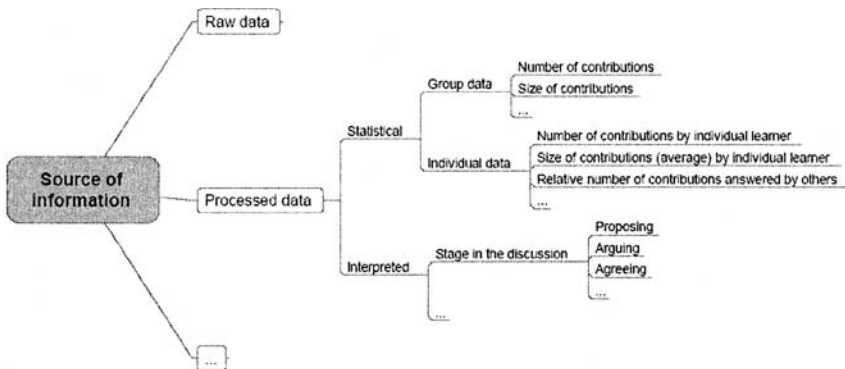 Raw data
Number of contributions
Group data
Size of contributions
...
Statistical
Number of contributions by individual learner
Individual data
Size of contributions (average) by individual learner
Relative number of contributions answered by others
...
Source of
information
Processed data
Proposing
Stage in the discussion
Arguing
Interpreted
Agreeing
...
...
...